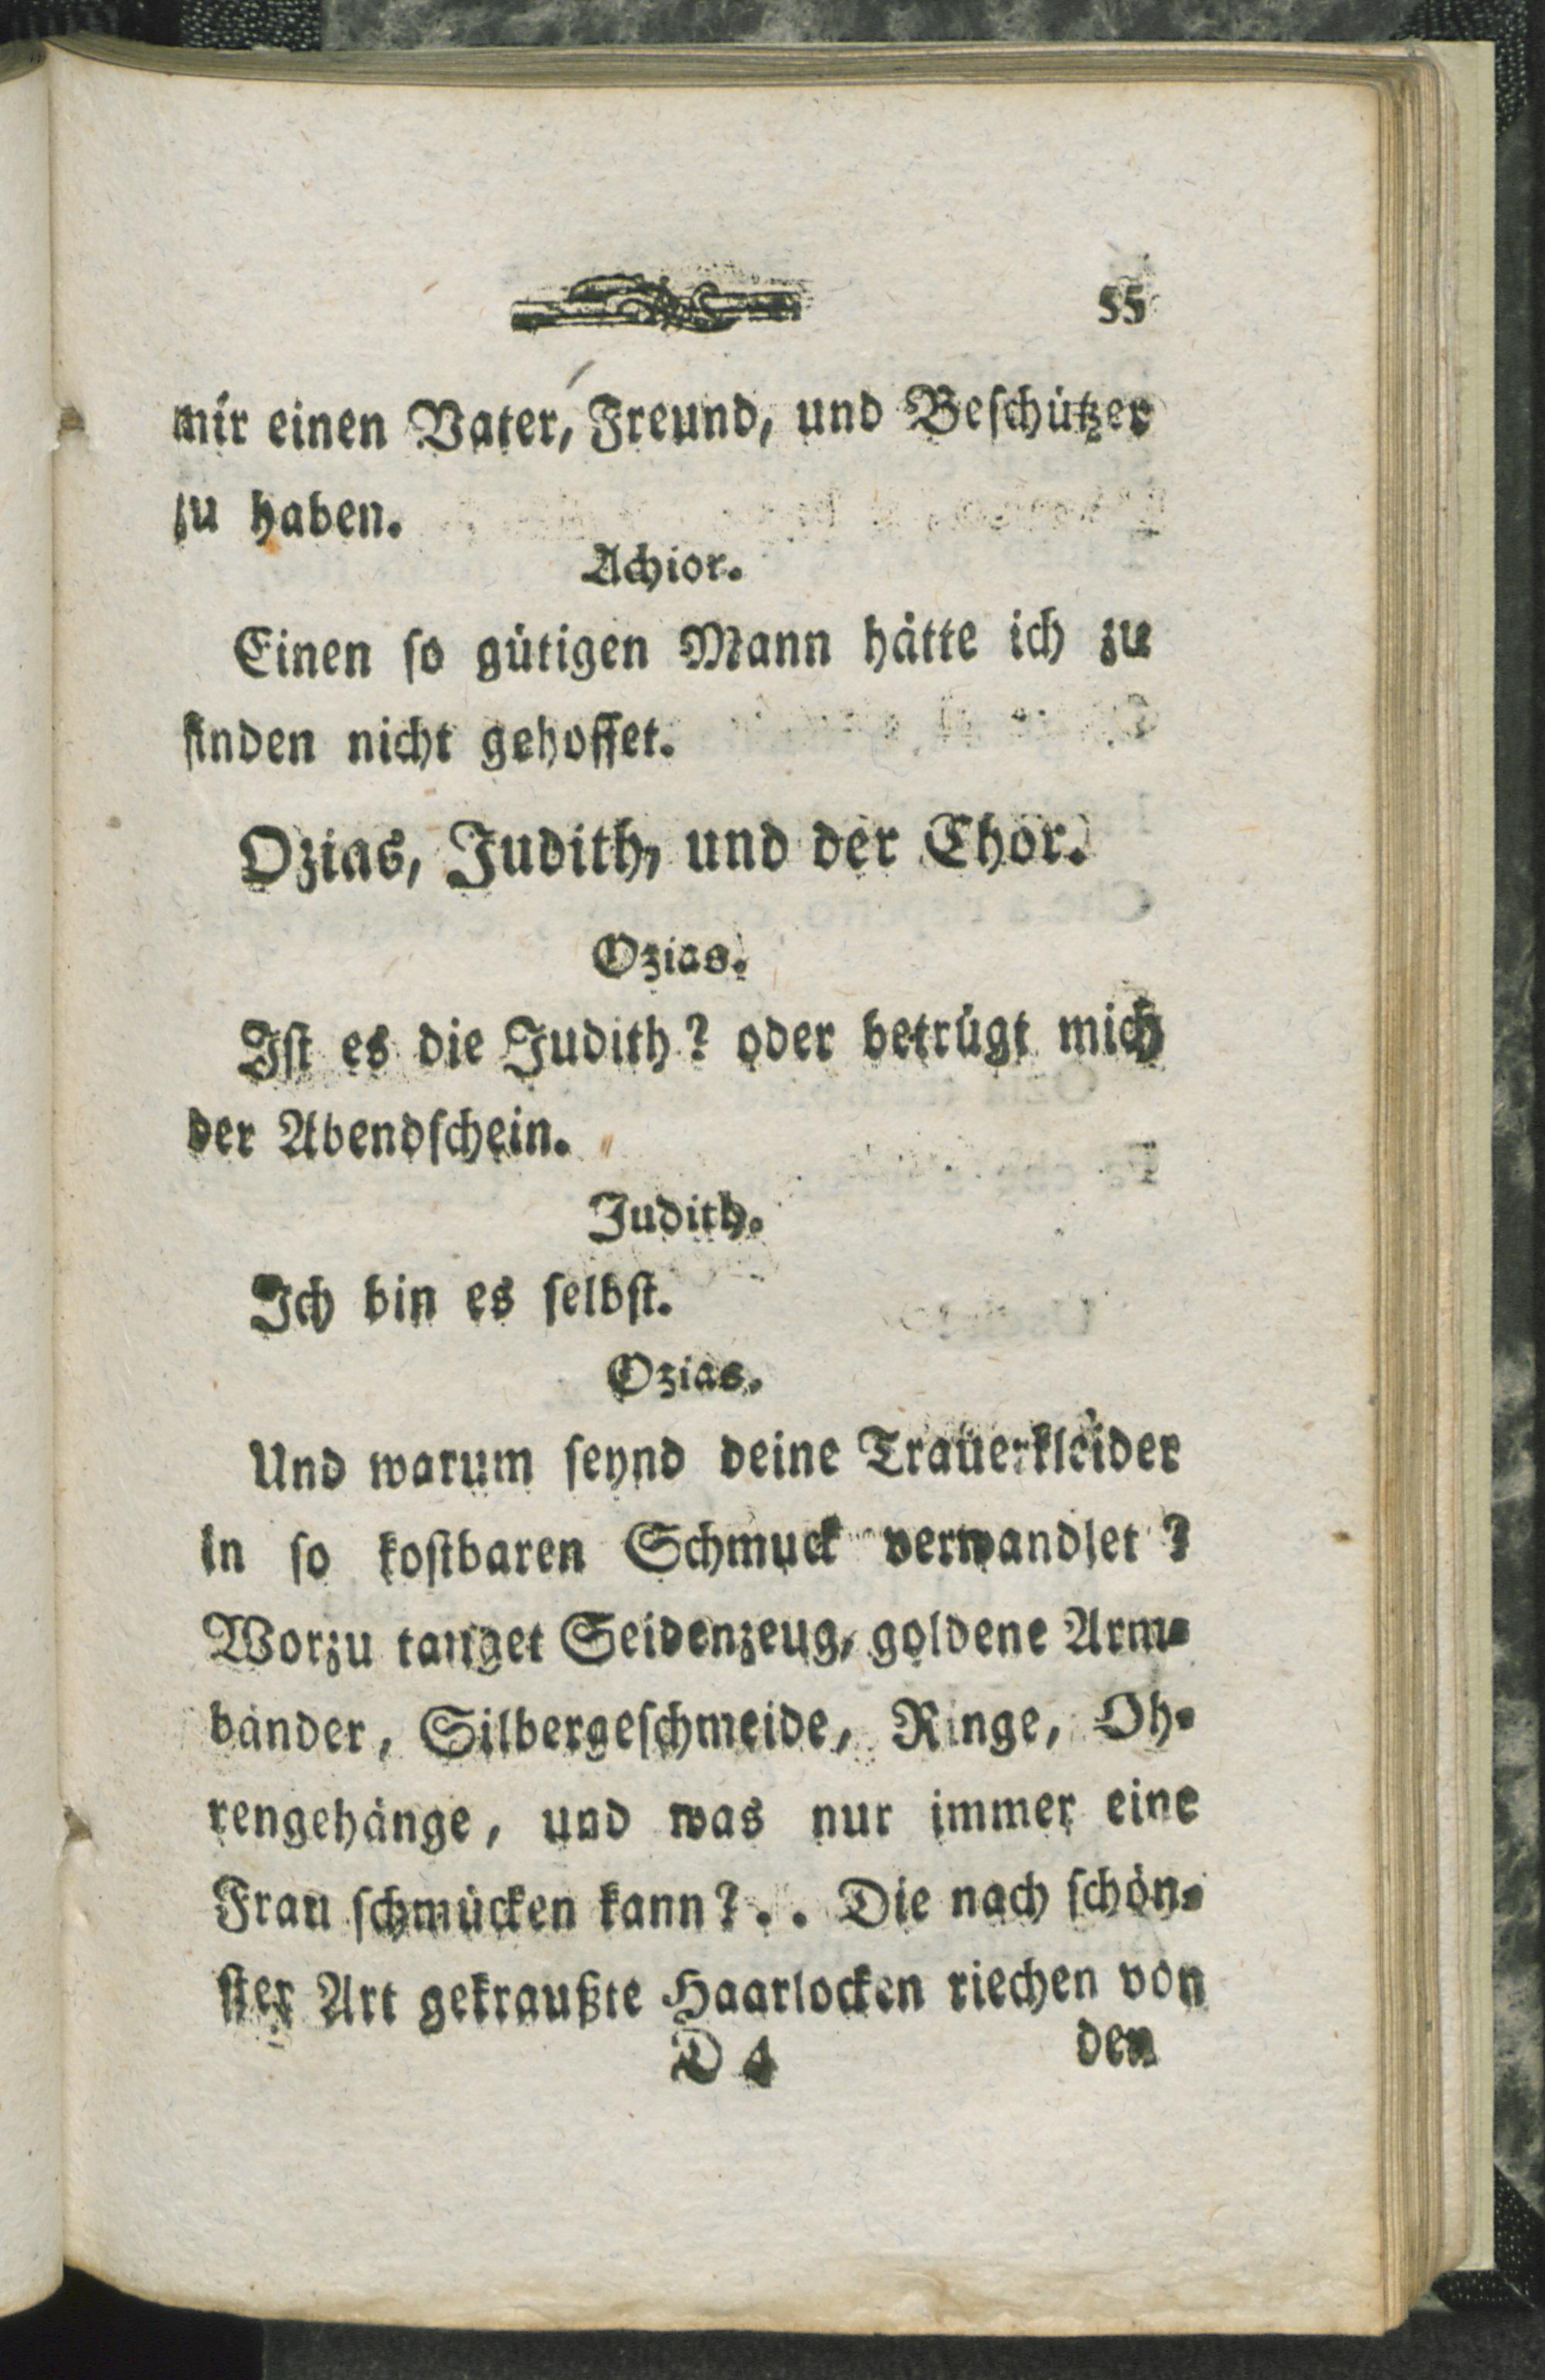 55
mir einen Vater, Freund, und Beschützer
zu haben.
Achior.
Einen so gütigen Mann hätte ich zu
finden nicht gehoffet.
Ozias, Judith, und der Chor.
Ozias.
Ist es die Judith? oder betrügt mich
der Abendschein.
Judith.
Ich bin es selbst.
Ozias.
Und warum seynd deine Trauerkleider
in so kostbaren Schmuck verwandlet?
Worzu tauget Seidenzeug, goldene Arm-
bänder, Silbergeschmeide, Ringe, Oh-
rengehänge, und was nur immer eine
Frau schmücken kann?.. Die nach schön-
ster Art gekraußte Haarlocken riechen von
D 4 den